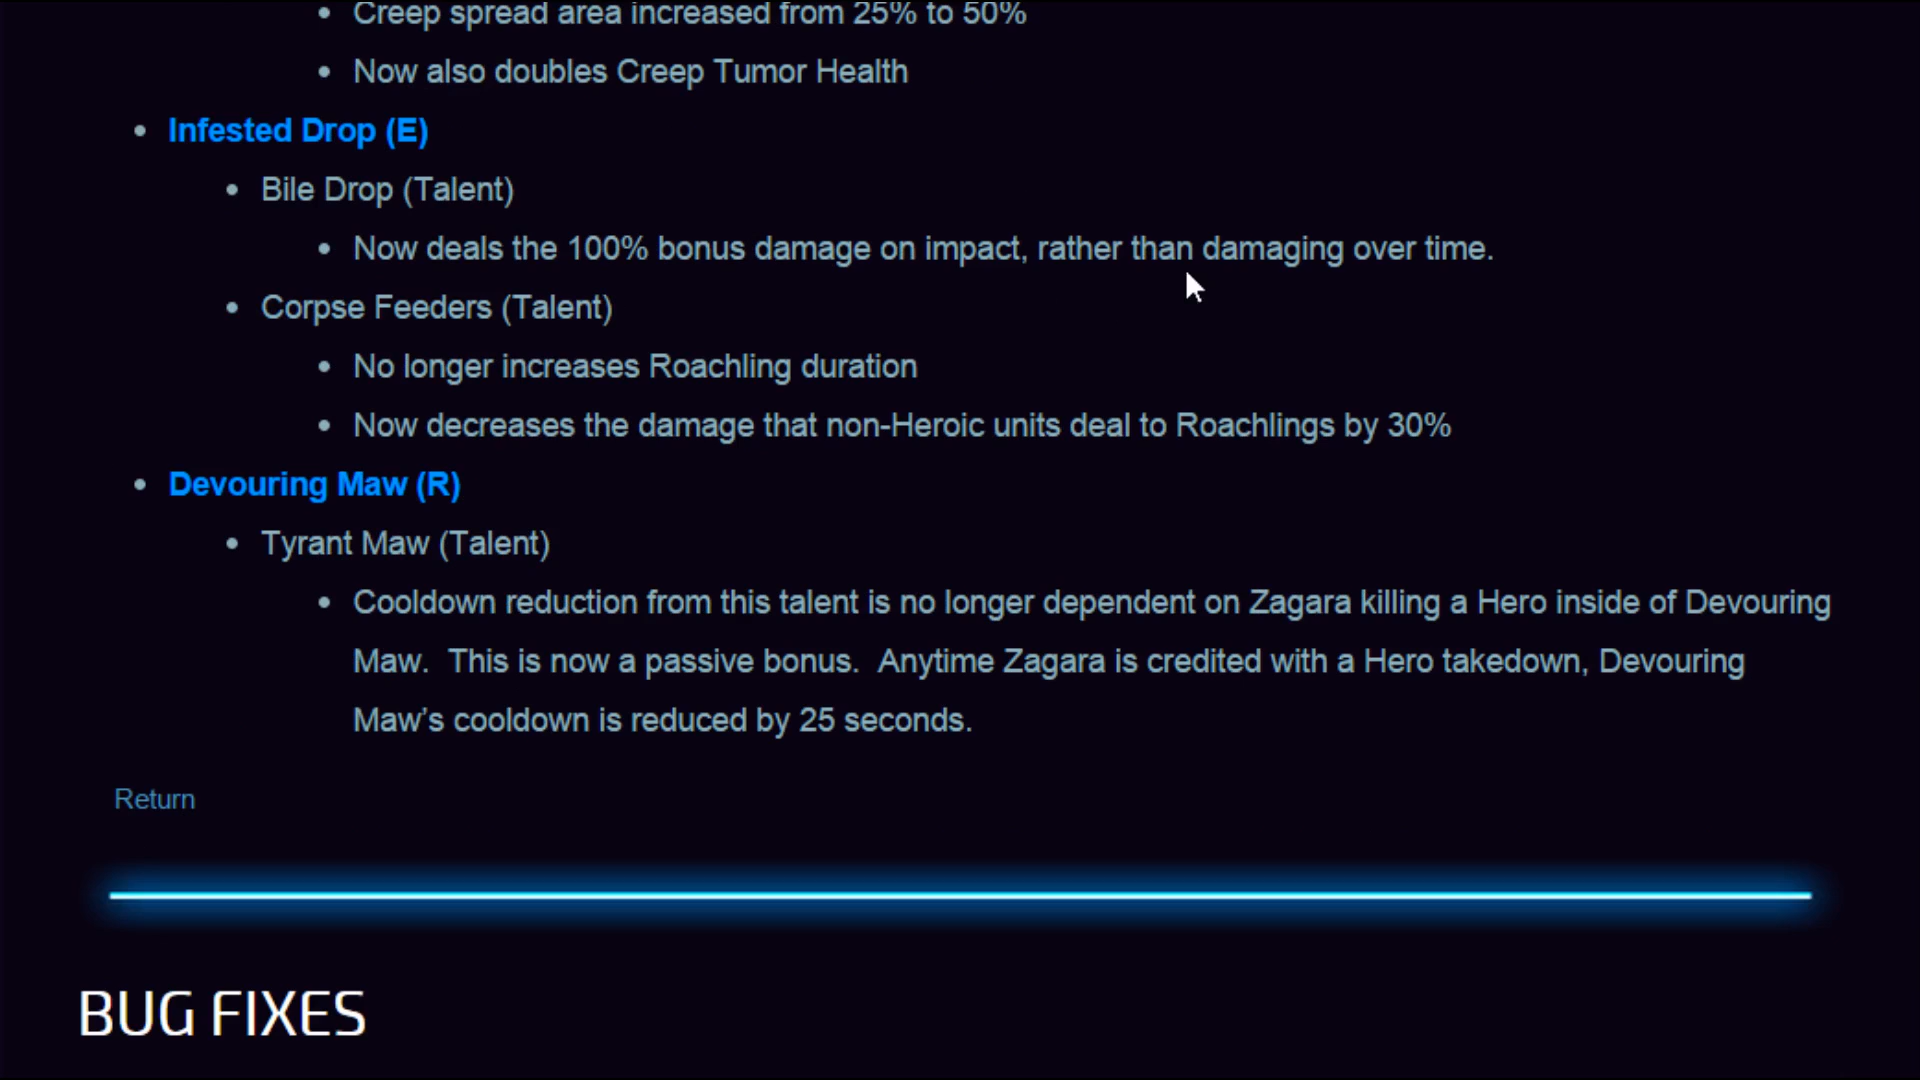 Creep spread area increased from 25% to 50%
Now also doubles Creep Tumor Health
Infested Drop (E)
Bile Drop (Talent)
Now deals the 100% bonus damage on impact, rather than damaging over time.
Corpse Feeders (Talent)
No longer increases Roachling duration
Now decreases the damage that non-Heroic units deal to Roachlings by 30%
Devouring Maw (R)
Tyrant Maw (Talent)
Cooldown reduction from this talent is no longer dependent on Zagara killing a Hero inside of Devouring
Maw.  This is now a passive bonus.  Anytime Zagara is credited with a Hero takedown, Devouring
Maw’s cooldown is reduced by 25 seconds.
Return
BUG FIXES